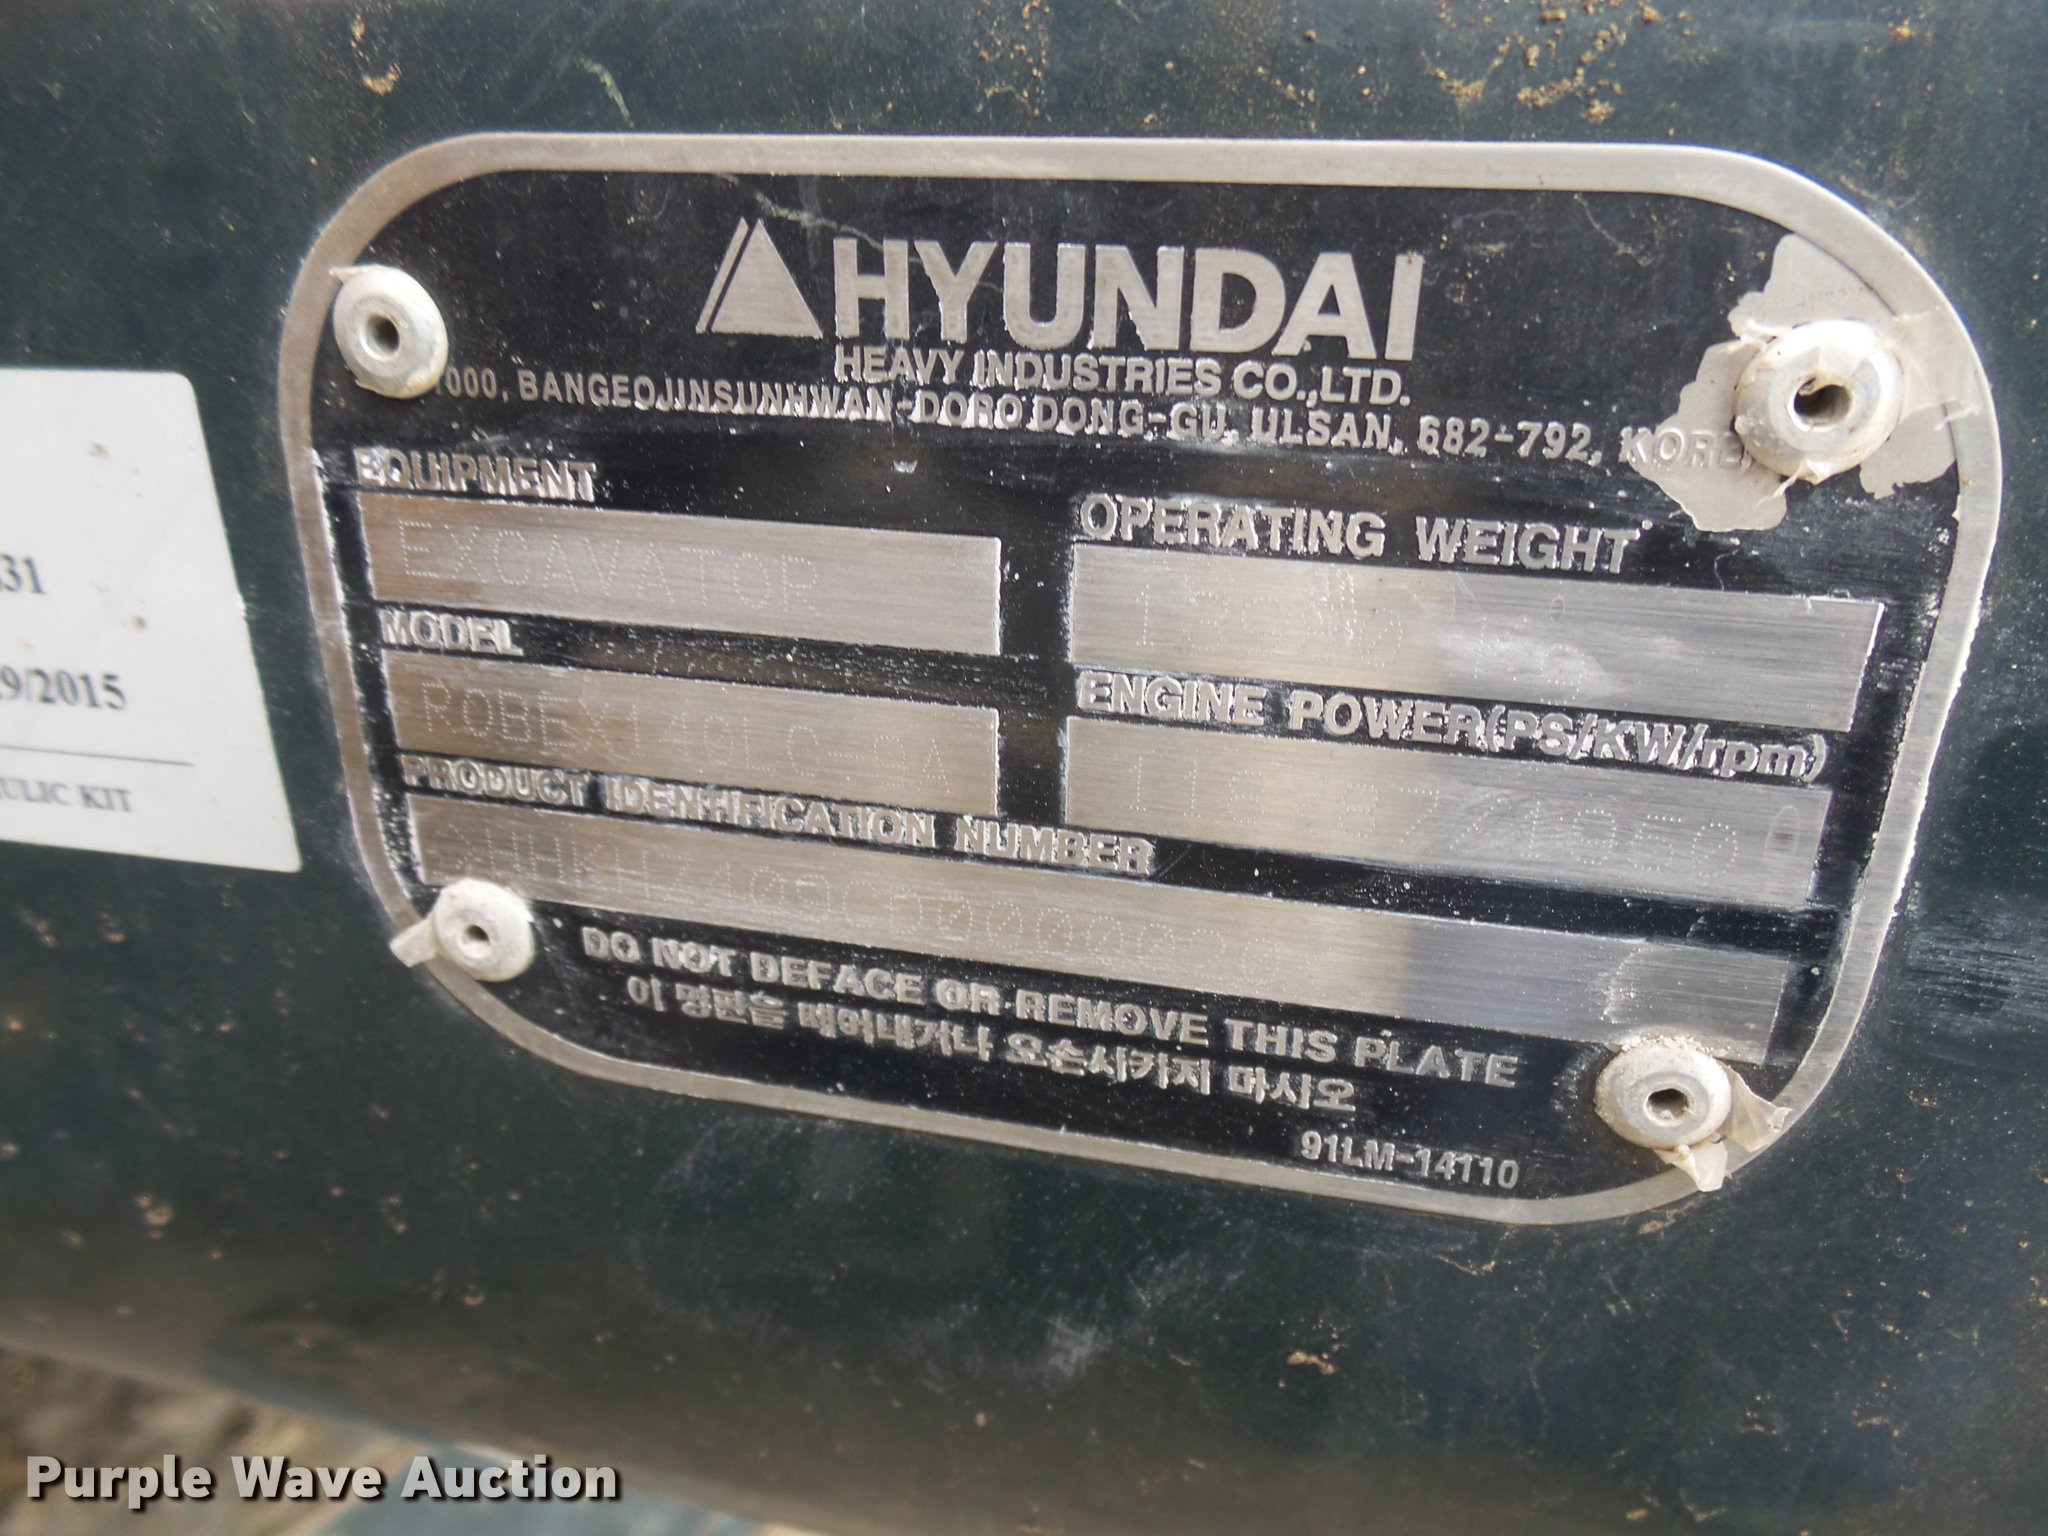 HYUNDAI
HEAVY INDUSTRIES CO.,LTD.
1000, BANGEOJINSUNHWAN-DORO DONG-GU, ULSAN, 682-792, KOREA
EQUIPMENT
EXCAVATOR
OPERATING WEIGHT
MODEL
ROBEX140LC-9A
ENGINE POWER(PS/KW/rpm)
PRODUCT IDENTIFICATION NUMBER
DO NOT DEFACE OR REMOVE THIS PLATE
이 명판을 떼어내거나 오손시키지 마시오
91LM-14110
31
9/2015
ULIC KIT
Purple Wave Auction